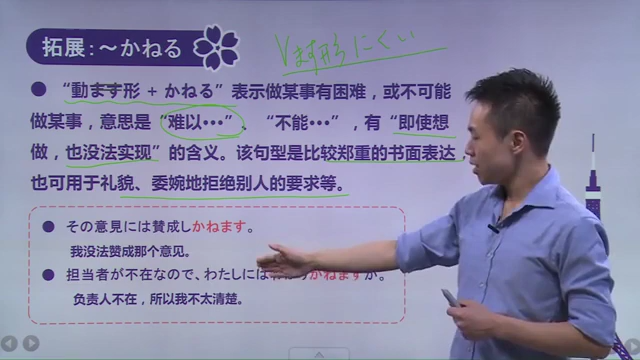 拓展：～かねる
Vます形にくい
● “動ます形 + かねる”表示做某事有困难，或不可能
做某事，意思是“难以···”、“不能···”，有“即使想
做，也没法实现”的含义。该句型是比较郑重的书面表达，
也可用于礼貌、委婉地拒绝别人的要求等。
● その意見には賛成しかねます。
我没法赞成那个意见。
● 担当者が不在なので、わたしには かねますが。
负责人不在，所以我不太清楚。